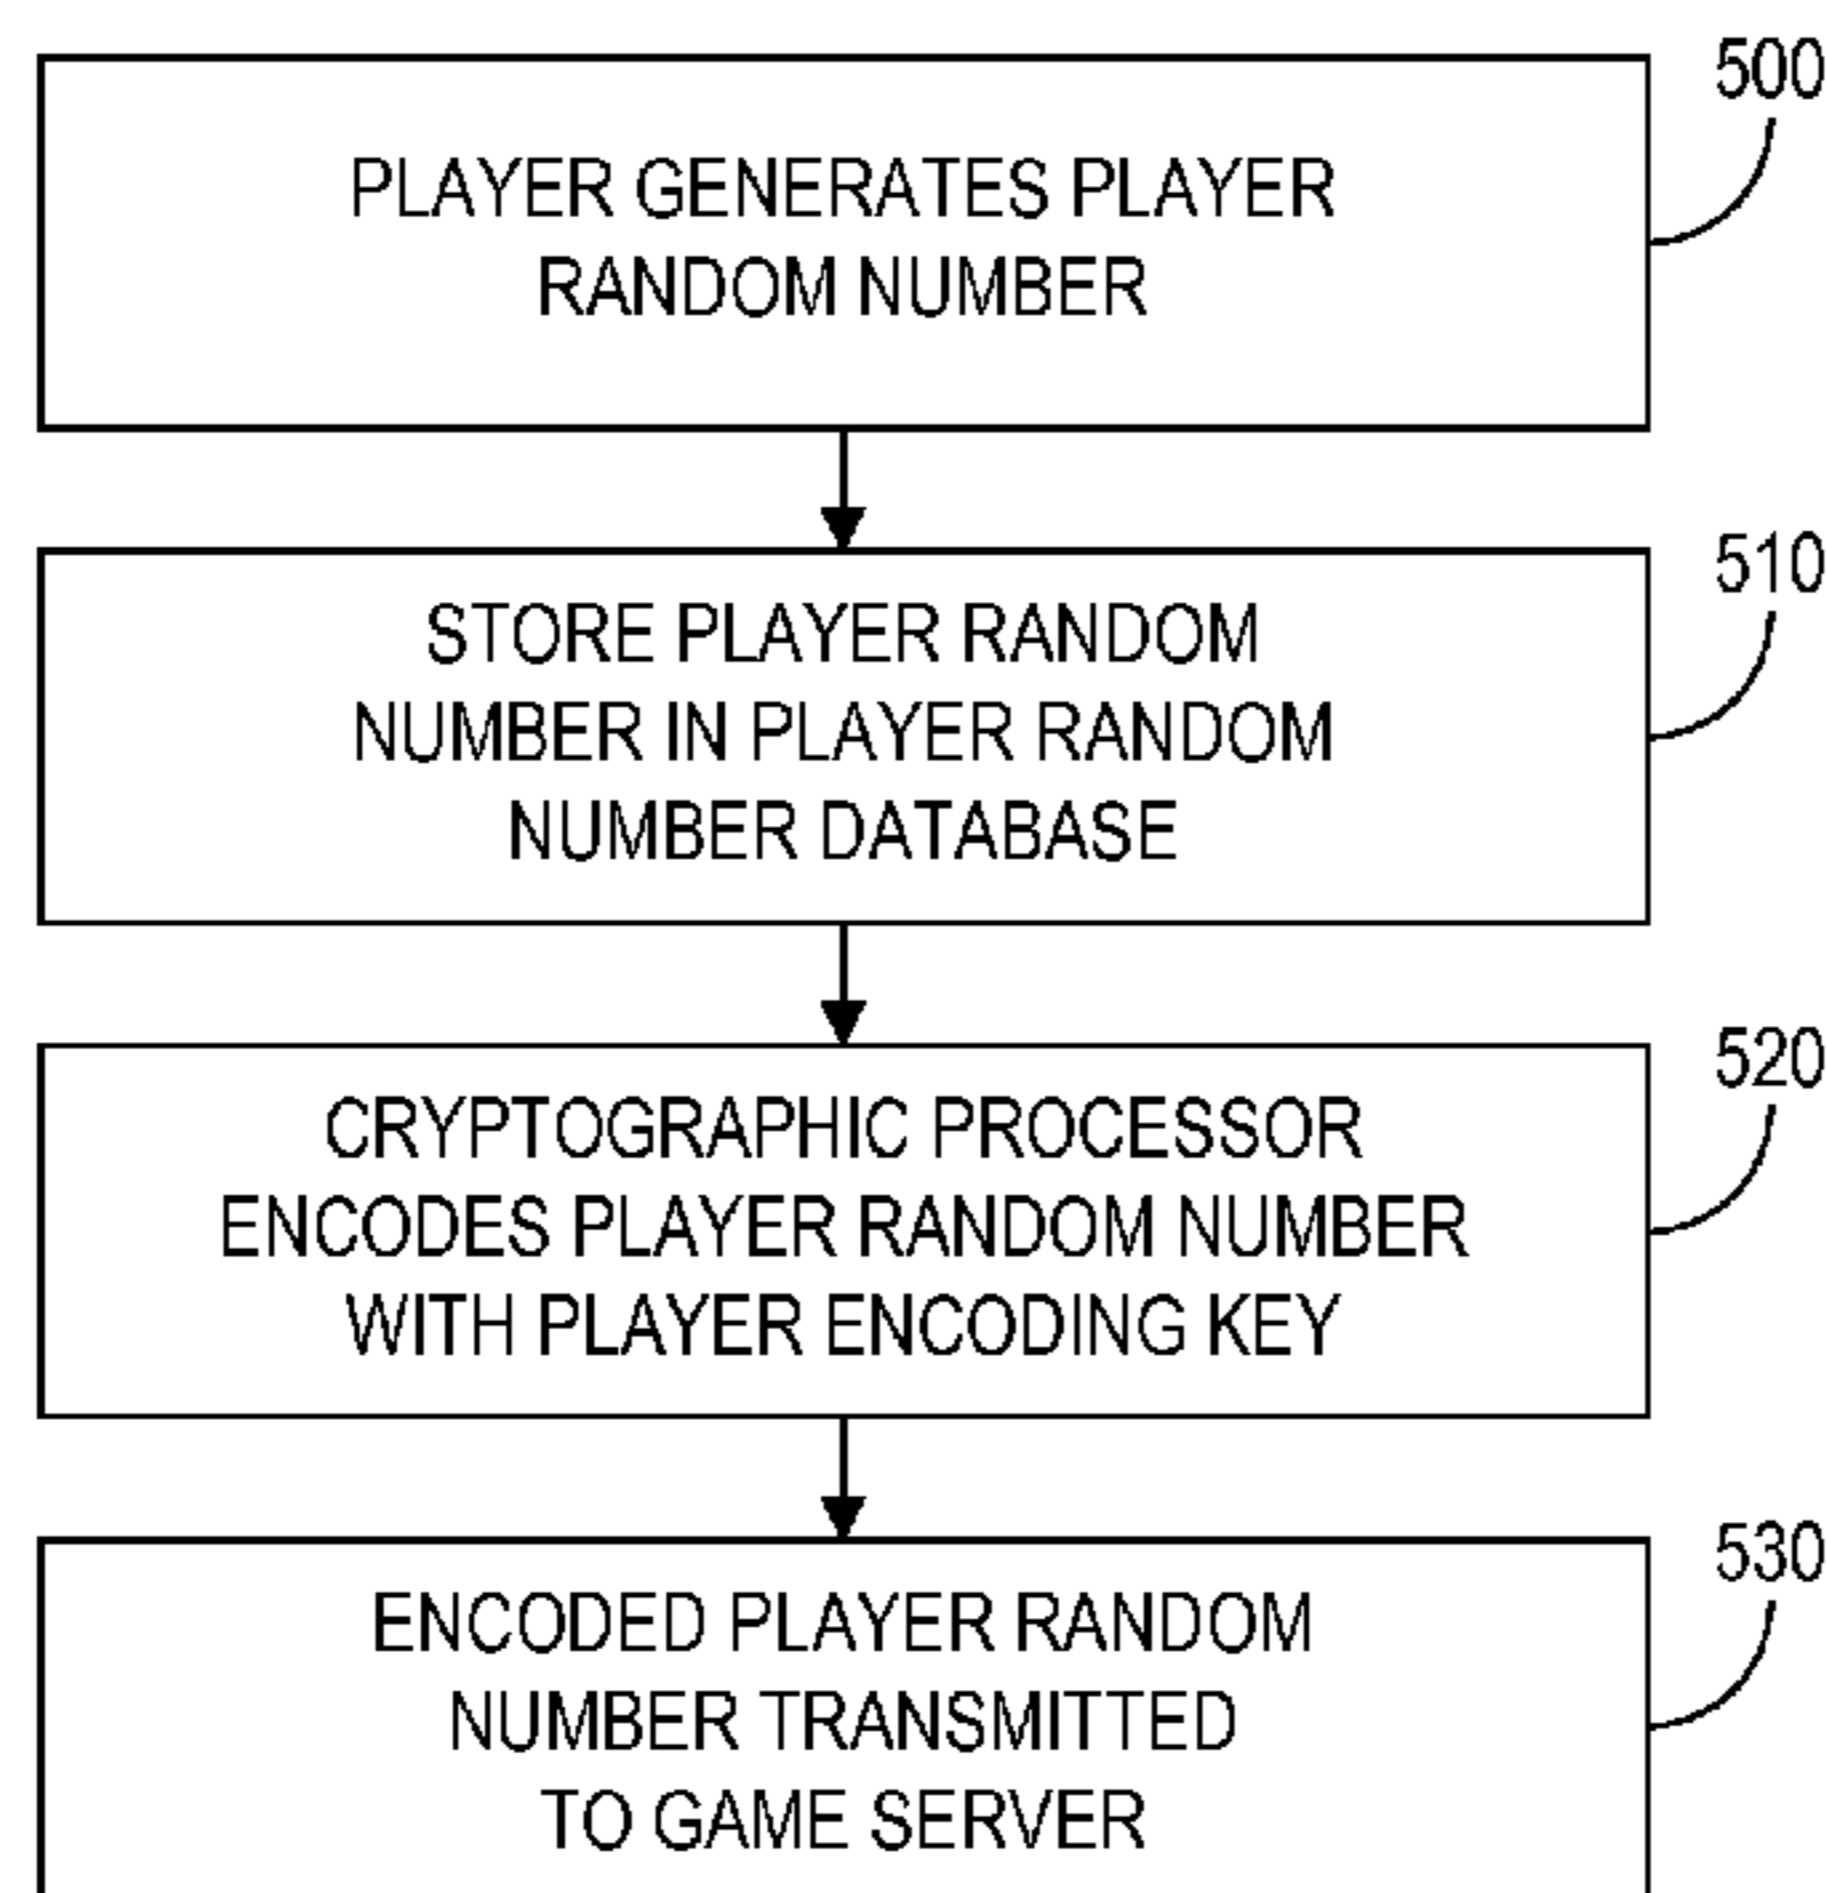 500
PLAYER GENERATES PLAYER
RANDOM NUMBER
510
STORE PLAYER RANDOM
NUMBER IN PLAYER RANDOM
NUMBER DATABASE
520
CRYPTOGRAPHIC PROCESSOR
ENCODES PLAYER RANDOM NUMBER
WITH PLAYER ENCODING KEY
530
ENCODED PLAYER RANDOM
NUMBER TRANSMITTED
TO GAME SERVER